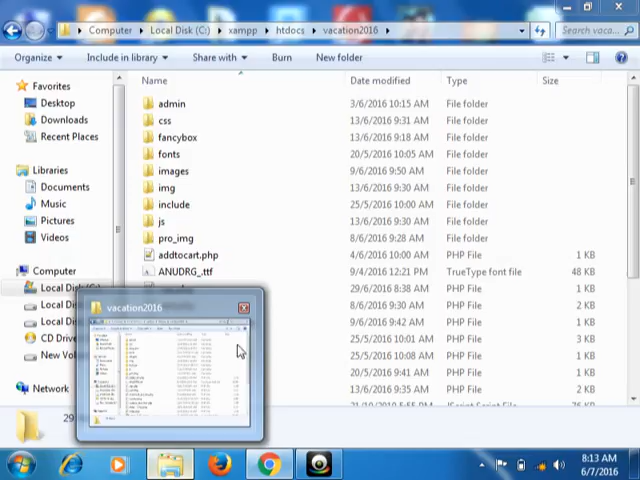 Computer ▸ Local Disk (C:) ▸ xampp ▸ htdocs ▸ vacation2016 ▸
Search vaca...
Organize Include in library Share with Burn New folder
Name Date modified Type Size
Favorites
Desktop
Downloads
Recent Places
Libraries
Documents
Music
Pictures
Videos
Computer
Local Disk (C:)
Local
Local
CD Drive
New Vo
Network
admin 3/6/2016 10:15 AM File folder
css 13/6/2016 9:31 AM File folder
fancybox 13/6/2016 9:18 AM File folder
fonts 20/5/2016 10:05 AM File folder
images 9/6/2016 9:50 AM File folder
img 13/6/2016 9:30 AM File folder
include 25/5/2016 10:00 AM File folder
js 13/6/2016 9:30 AM File folder
pro_img 8/6/2016 9:28 AM File folder
addtocart.php 4/6/2016 10:00 AM PHP File 1 KB
ANUDRG_.ttf 9/4/2016 12:21 PM TrueType font file 48 KB
29/6/2016 8:38 AM PHP File 1 KB
8/6/2016 9:30 AM PHP File 2 KB
9/6/2016 9:42 AM PHP File 1 KB
25/5/2016 10:01 AM PHP File 3 KB
25/5/2016 10:08 AM PHP File 1 KB
20/5/2016 9:41 AM PHP File 1 KB
13/6/2016 9:35 AM PHP File 2 KB
JScript Script File
vacation2016
29
8:13 AM
6/7/2016